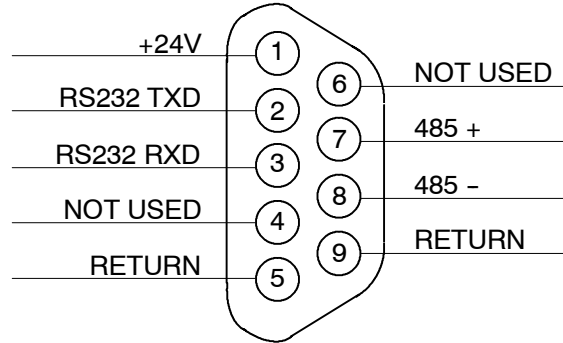 +24V
1
RS232 TXD
2
RS232 RXD
3
NOT USED
4
RETURN
5
6
NOT USED
7
485 +
8
485 −
9
RETURN